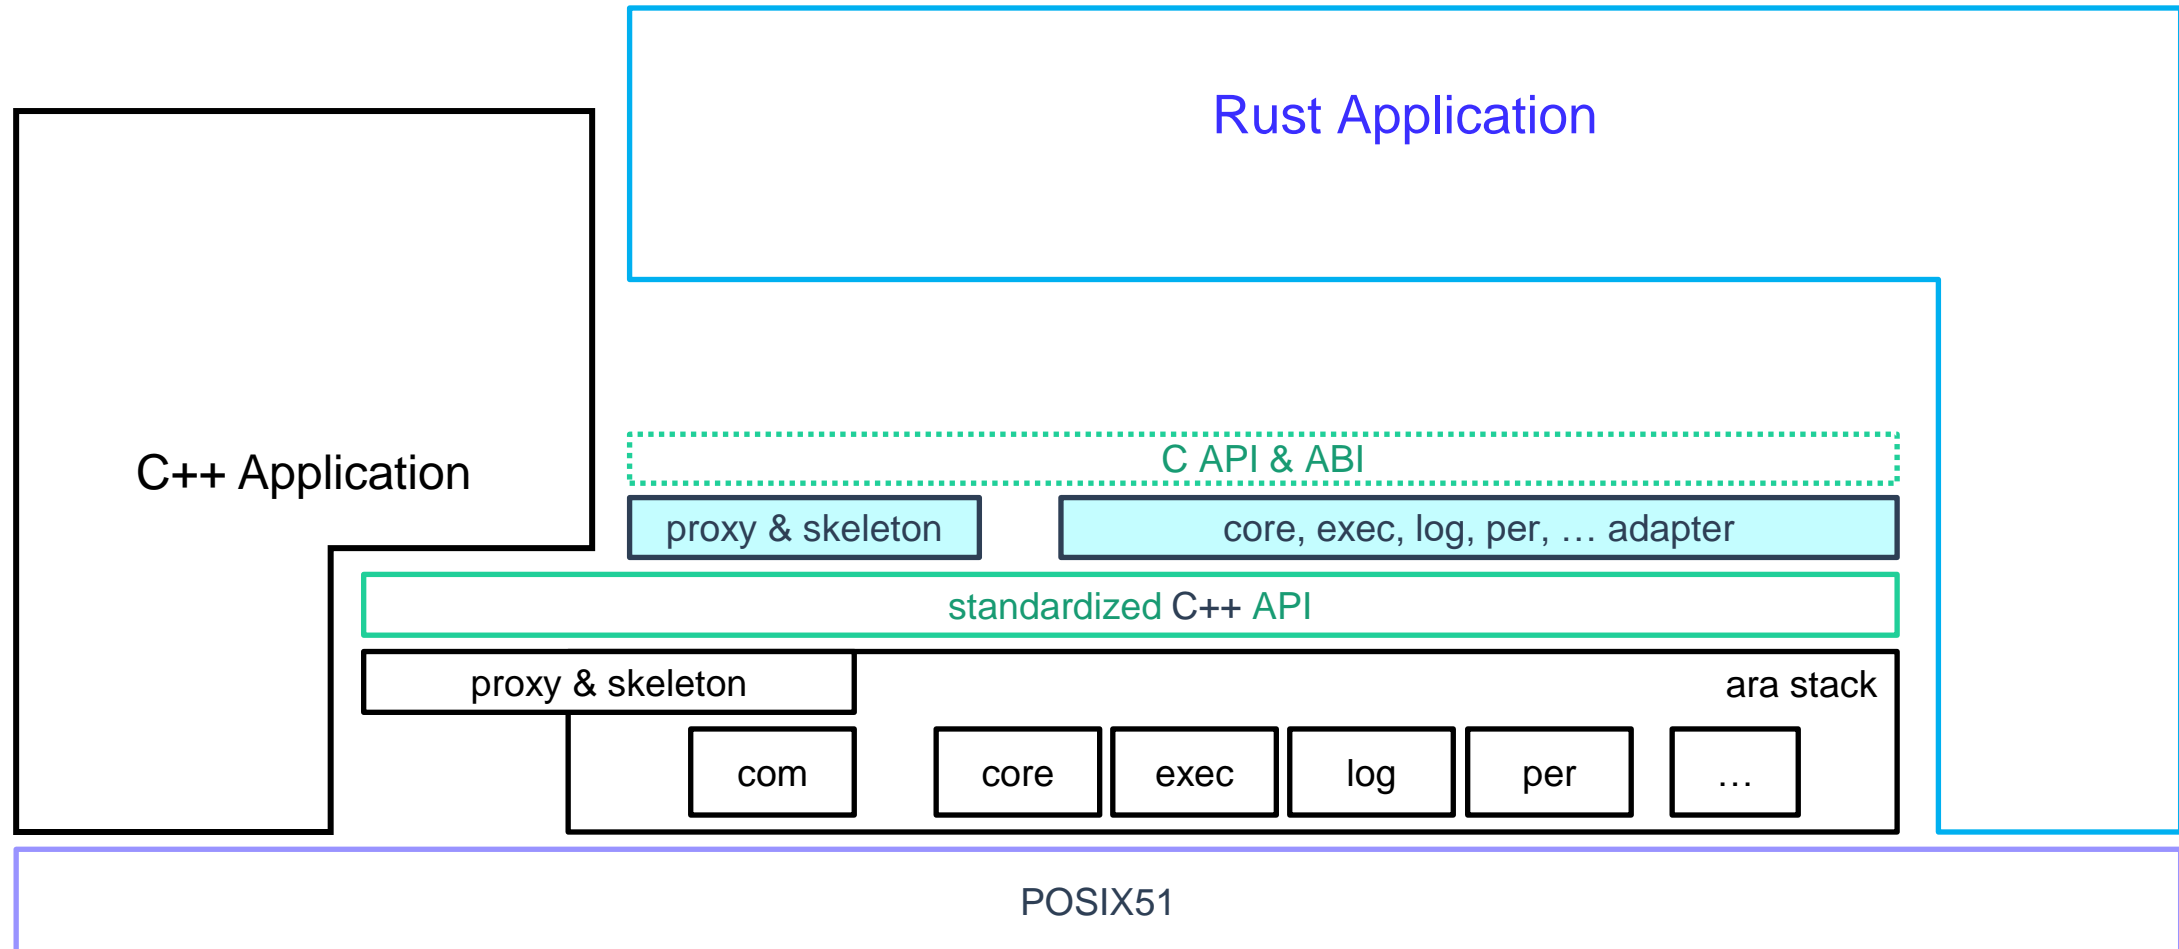 Rust Application
C++ Application
C API & ABI
proxy & skeleton
core, exec, log, per, … adapter
standardized C++ API
proxy & skeleton
ara stack
com
core
exec
log
per
…
POSIX51